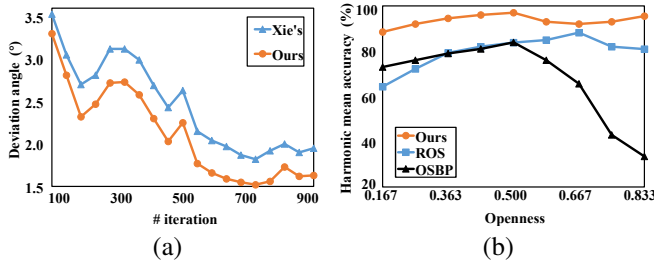 Deviation angle (°)
3.5
3.0
2.5
2.0
1.5
Xie's
Ours
100 300 500 700 900
# iteration
(a)
Harmonic mean accuracy (%)
100
80
60
40
20
Ours
ROS
OSBP
0.167 0.363 0.500 0.667 0.833
Openness
(b)